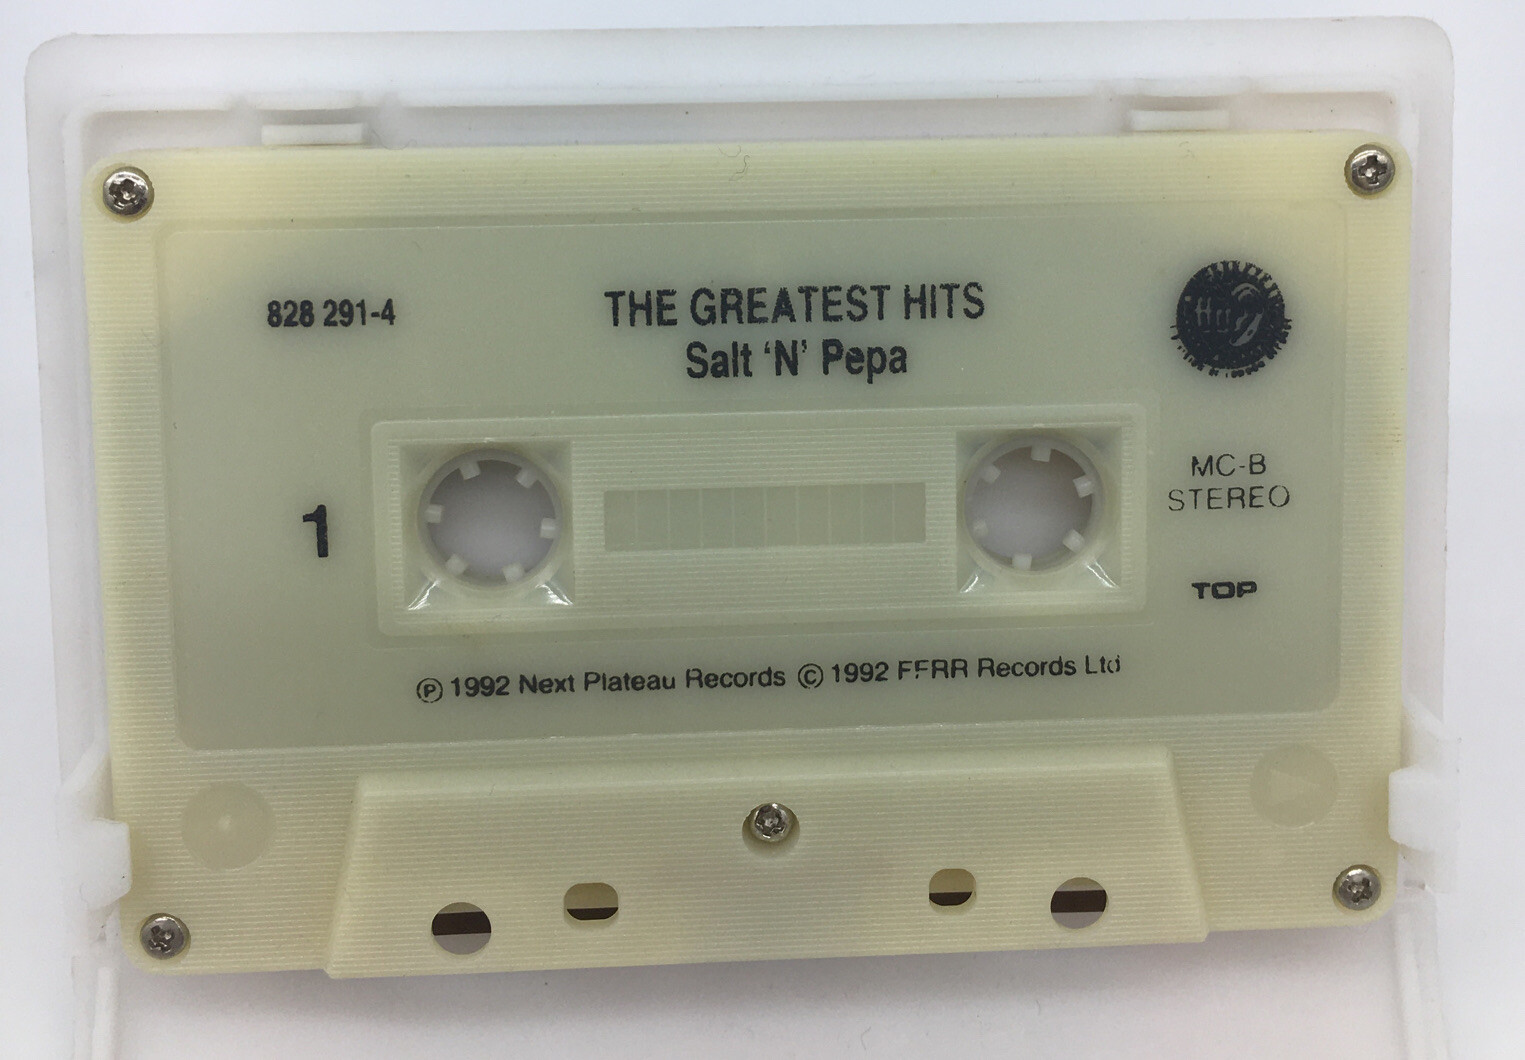 828 291-4
THE GREATEST HITS
Salt ‘N’ Pepa
1
MC-B
STEREO
TOP
Ⓟ 1992 Next Plateau Records © 1992 FFRR Records Ltd